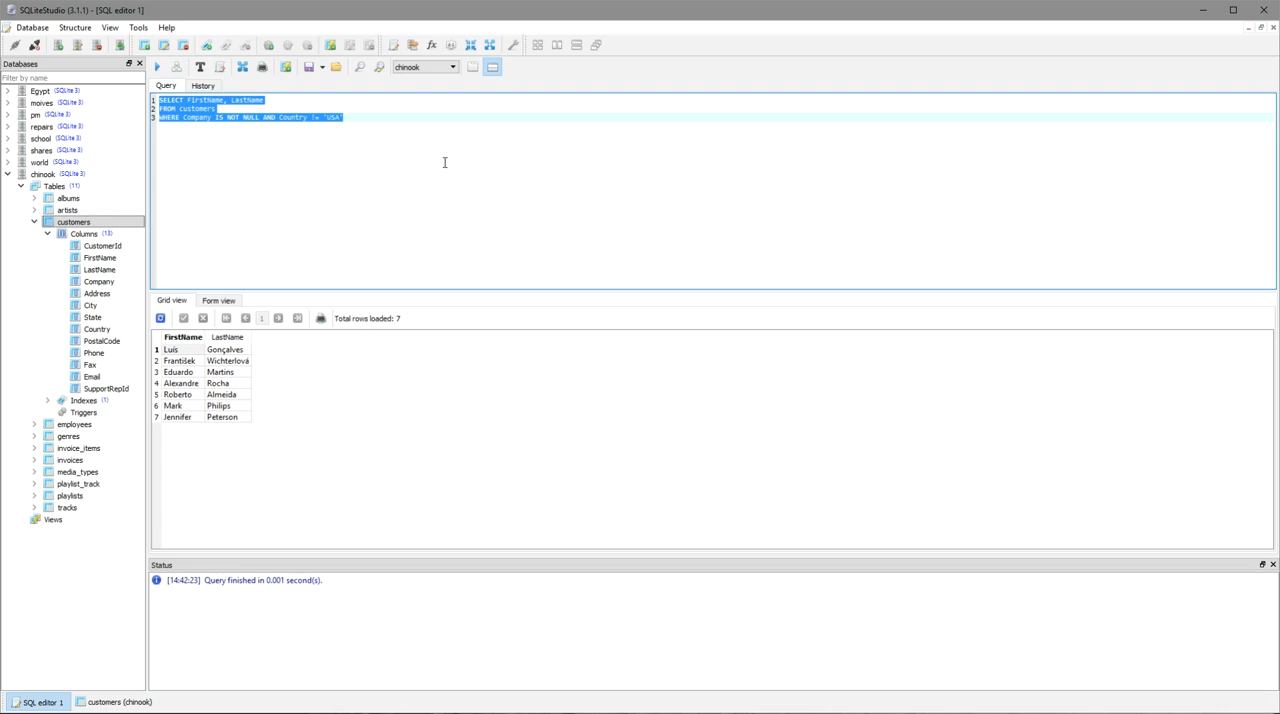 SQLiteStudio (3.1.1) - [SQL editor 1]
Database Structure View Tools Help
Databases
Filter by name
Egypt (SQLite 3)
moives (SQLite 3)
pm (SQLite 3)
repairs (SQLite 3)
school (SQLite 3)
shares (SQLite 3)
world (SQLite 3)
chinook (SQLite 3)
Tables (11)
albums
artists
customers
Columns (13)
CustomerId
FirstName
LastName
Company
Address
City
State
Country
PostalCode
Phone
Fax
Email
SupportRepId
Indexes (1)
Triggers
employees
genres
invoice_items
invoices
media_types
playlist_track
playlists
tracks
Views
chinook
Query History
1 SELECT FirstName, LastName
2 FROM customers
3 WHERE Company IS NOT NULL AND Country != 'USA'
Grid view Form view
1 Total rows loaded: 7
FirstName LastName
1 Luís Gonçalves
2 František Wichterlová
3 Eduardo Martins
4 Alexandre Rocha
5 Roberto Almeida
6 Mark Philips
7 Jennifer Peterson
Status
[14:42:23] Query finished in 0.001 second(s).
SQL editor 1 customers (chinook)